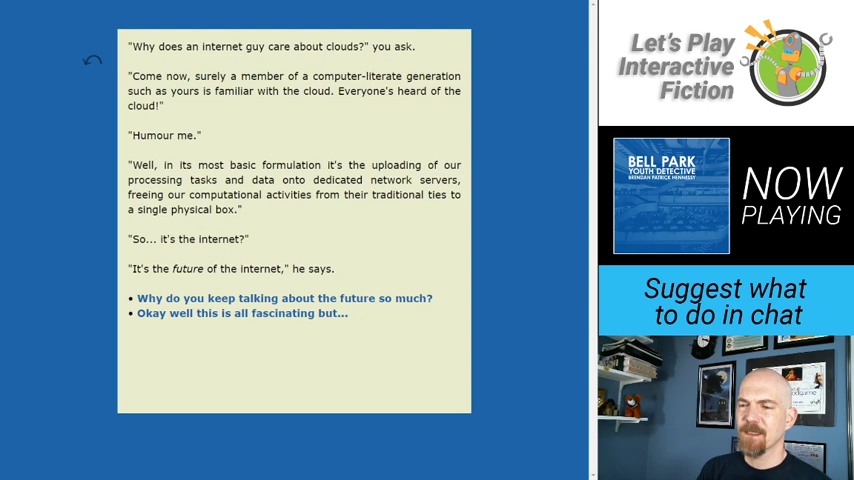 "Why does an internet guy care about clouds?" you ask.
"Come now, surely a member of a computer-literate generation
such as yours is familiar with the cloud. Everyone's heard of the
cloud!"
"Humour me."
"Well, in its most basic formulation it's the uploading of our
processing tasks and data onto dedicated network servers,
freeing our computational activities from their traditional ties to
a single physical box."
"So... it's the internet?"
"It's the future of the internet," he says.
• Why do you keep talking about the future so much?
• Okay well this is all fascinating but...
Let's Play
Interactive
Fiction
BELL PARK
YOUTH DETECTIVE
BRENDAN PATRICK HENNESSY
NOW
PLAYING
Suggest what
to do in chat